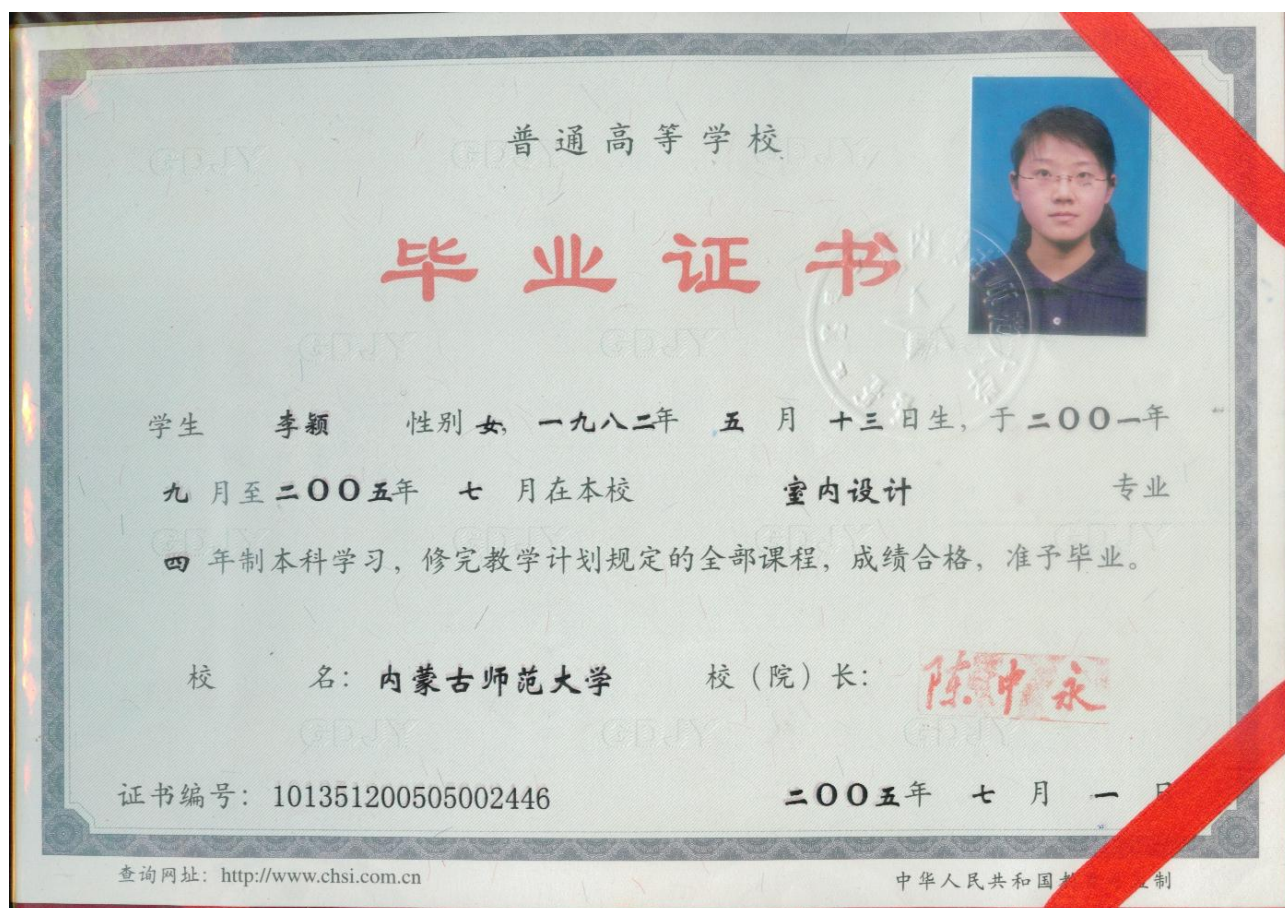 普通高等学校
毕业证书
学生 李颖 性别 女, 一九八二年 五 月 十三 日生, 于 二〇〇一年
九 月至 二〇〇五年 七 月在本校 室内设计 专业
四 年制本科学习, 修完教学计划规定的全部课程, 成绩合格, 准予毕业。
校 名: 内蒙古师范大学 校（院）长: 陈中永
证书编号: 101351200505002446 二〇〇五年 七 月 一 日
查询网址: http://www.chsi.com.cn 中华人民共和国 制